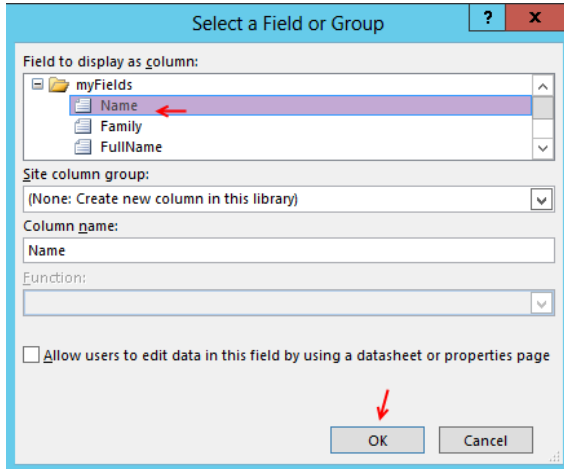 Select a Field or Group
? x
Field to display as column:
myFields
Name
Family
FullName
Site column group:
(None: Create new column in this library)
Column name:
Name
Function:
Allow users to edit data in this field by using a datasheet or properties page
OK Cancel